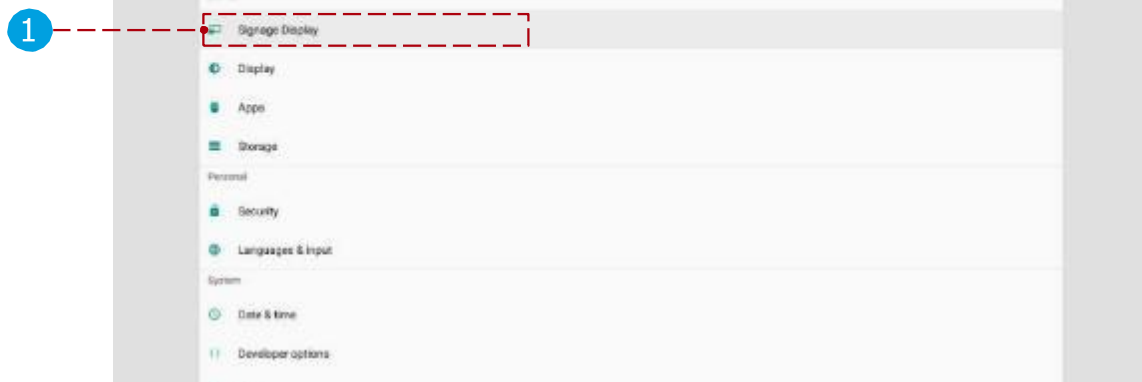 1
Signage Display
Display
Apps
Storage
Personal
Security
Languages & input
System
Date & time
Developer options